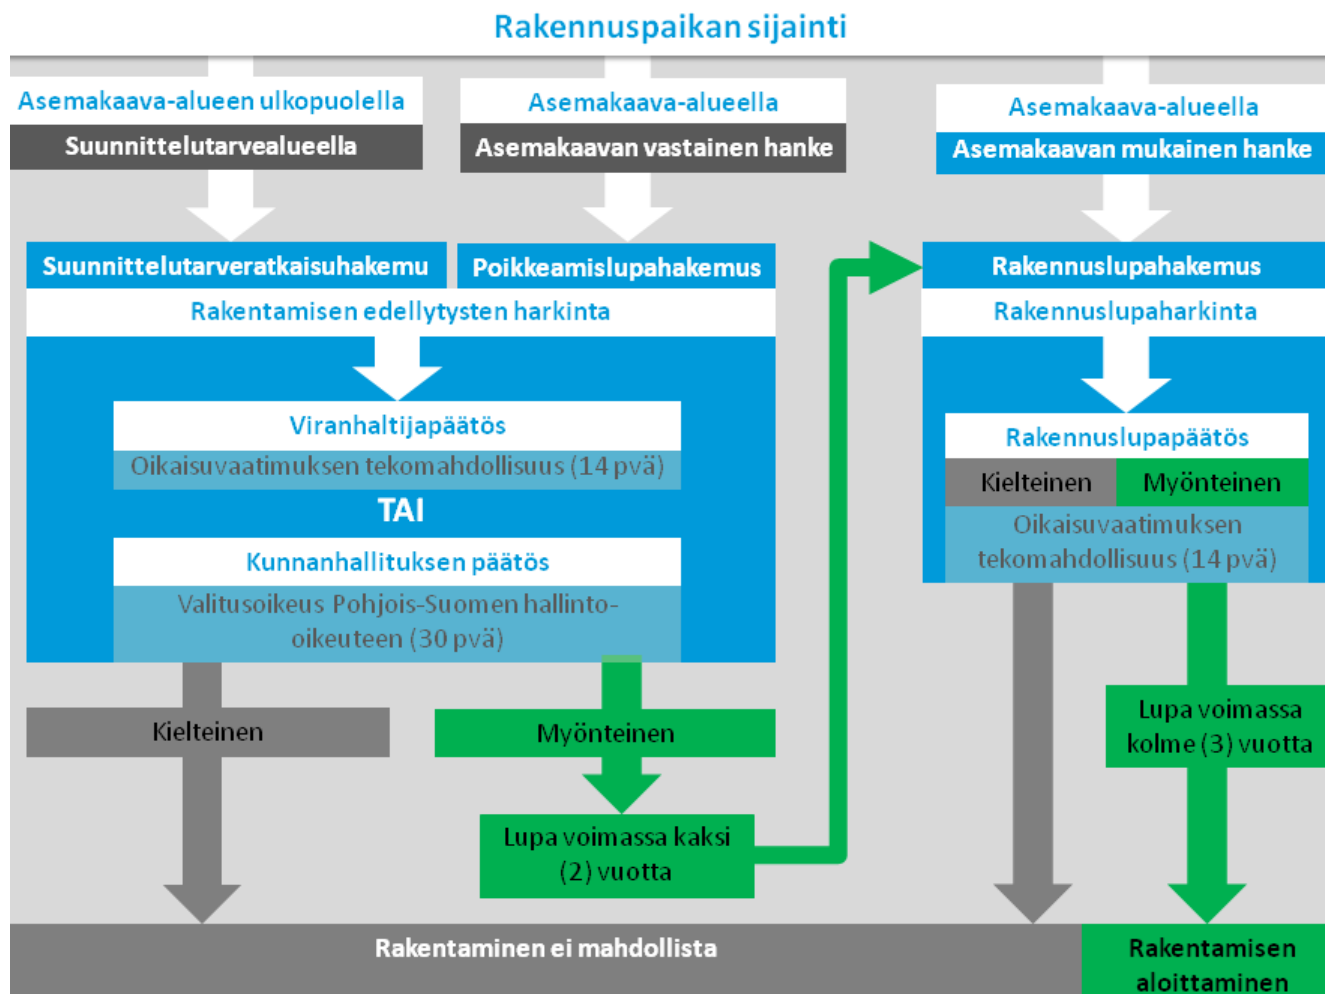 Rakennuspaikan sijainti
Asemakaava-alueen ulkopuolella
Suunnittelutarvealueella
Asemakaava-alueella
Asemakaavan vastainen hanke
Asemakaava-alueella
Asemakaavan mukainen hanke
Suunnittelutarveratkaisuhakemu
Poikkeamislupahakemus
Rakentamisen edellytysten harkinta
Viranhaltijapäätös
Oikaisuvaatimuksen tekomahdollisuus (14 pvä)
TAI
Kunnanhallituksen päätös
Valitusoikeus Pohjois-Suomen hallinto-
oikeuteen (30 pvä)
Kielteinen
Myönteinen
Lupa voimassa kaksi
(2) vuotta
Rakennuslupahakemus
Rakennuslupaharkinta
Rakennuslupapäätös
Kielteinen
Myönteinen
Oikaisuvaatimuksen
tekomahdollisuus (14 pvä)
Lupa voimassa
kolme (3) vuotta
Rakentaminen ei mahdollista
Rakentamisen
aloittaminen